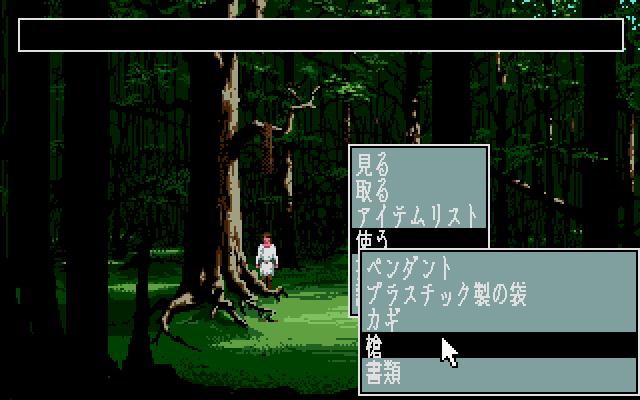 見る
取る
アイテムリスト
使う
ペンダント
プラスチック製の袋
カギ
槍
書類